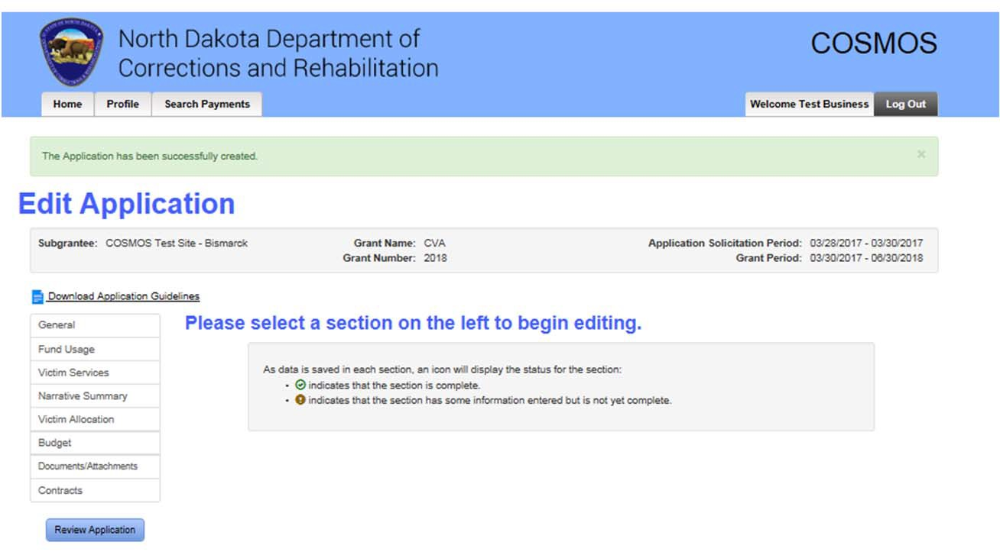 North Dakota Department of
Corrections and Rehabilitation
COSMOS
Home
Profile
Search Payments
Welcome Test Business
Log Out
The Application has been successfully created.
×
Edit Application
Subgrantee: COSMOS Test Site - Bismarck
Grant Name: CVA
Application Solicitation Period: 03/28/2017 - 03/30/2017
Grant Number: 2018
Grant Period: 03/30/2017 - 06/30/2018
Download Application Guidelines
General
Fund Usage
Victim Services
Narrative Summary
Victim Allocation
Budget
Documents/Attachments
Contracts
Review Application
Please select a section on the left to begin editing.
As data is saved in each section, an icon will display the status for the section:
• indicates that the section is complete.
• indicates that the section has some information entered but is not yet complete.